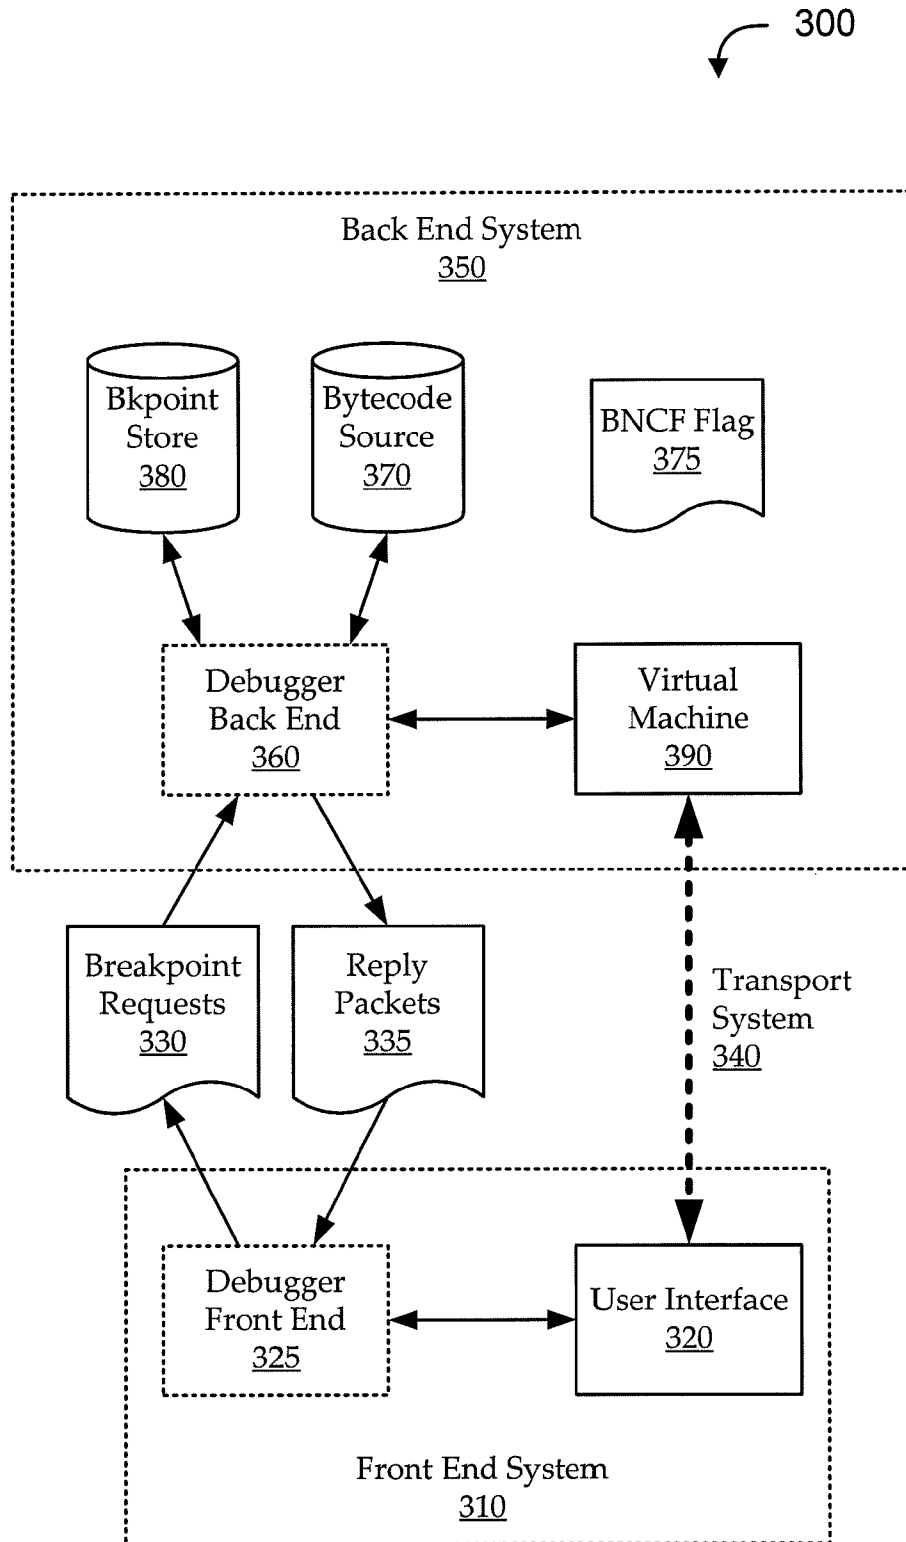 300
Back End System
350
Bkpoint
Store
380
Bytecode
Source
370
BNCF Flag
375
Debugger
Back End
360
Virtual
Machine
390
Breakpoint
Requests
330
Reply
Packets
335
Transport
System
340
Debugger
Front End
325
User Interface
320
Front End System
310